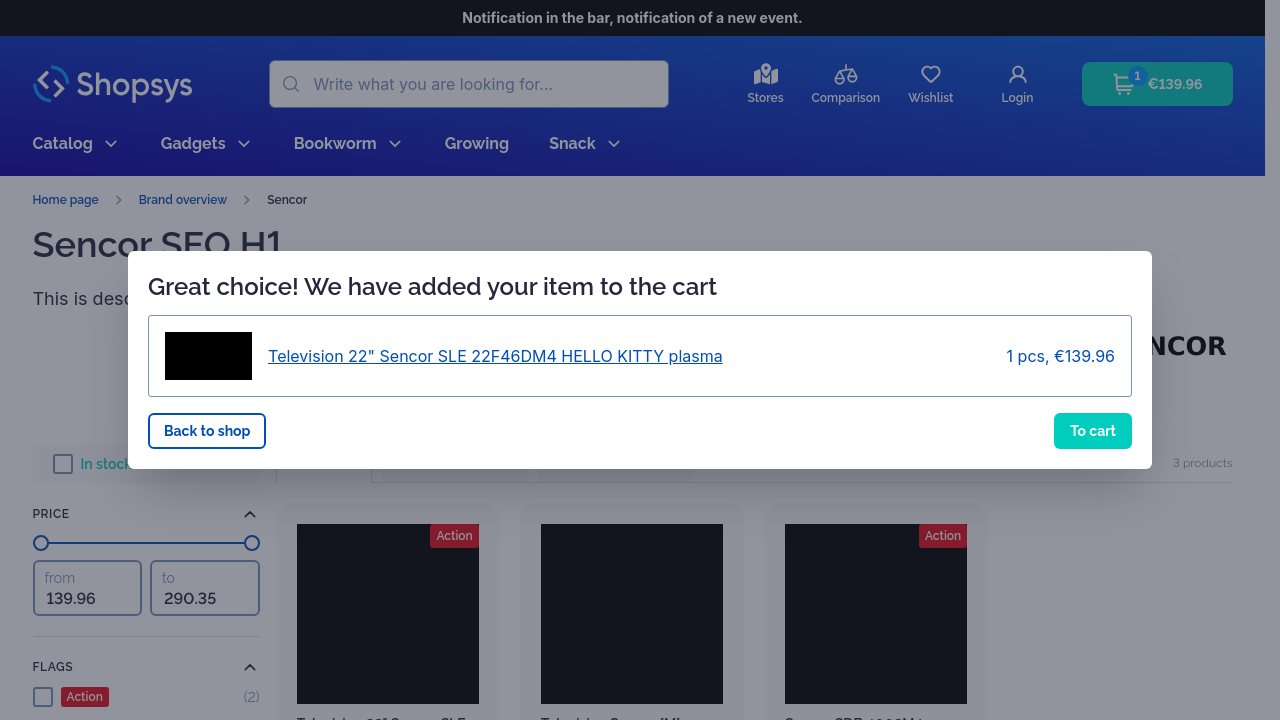 Notification in the bar, notification of a new event.
Shopsys
Write what you are looking for...
Stores
Comparison
Wishlist
Login
1
€139.96
Catalog
Gadgets
Bookworm
Growing
Snack
Home page
Brand overview
Sencor
Sencor SEO H1
This is desc
NCOR
Great choice! We have added your item to the cart
Television 22" Sencor SLE 22F46DM4 HELLO KITTY plasma
1 pcs, €139.96
Back to shop
To cart
In stock
3 products
PRICE
from
139.96
to
290.35
FLAGS
Action
(2)
Action
Action